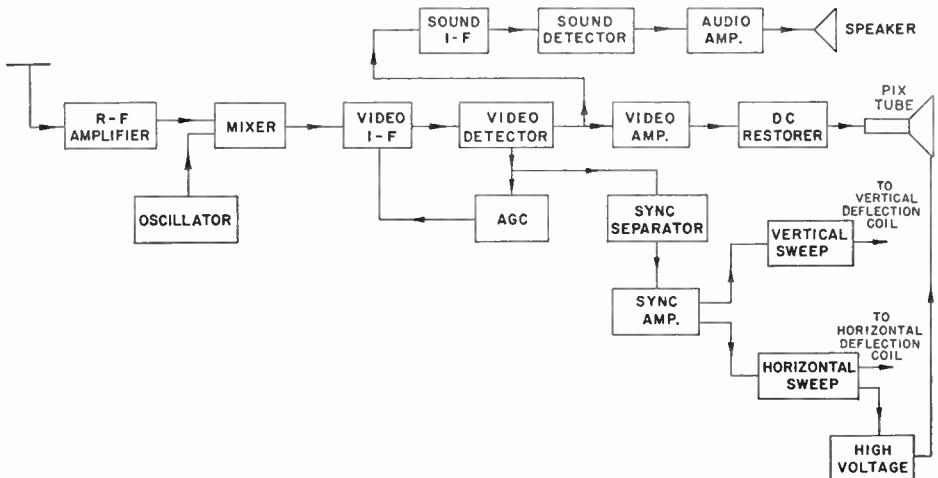 SOUND
I-F
SOUND
DETECTOR
AUDIO
AMP.
SPEAKER
R-F
AMPLIFIER
MIXER
VIDEO
I-F
VIDEO
DETECTOR
VIDEO
AMP.
DC
RESTORER
PIX
TUBE
OSCILLATOR
AGC
SYNC
SEPARATOR
VERTICAL
SWEEP
TO
VERTICAL
DEFLECTION
COIL
SYNC
AMP.
HORIZONTAL
SWEEP
TO
HORIZONTAL
DEFLECTION
COIL
HIGH
VOLTAGE